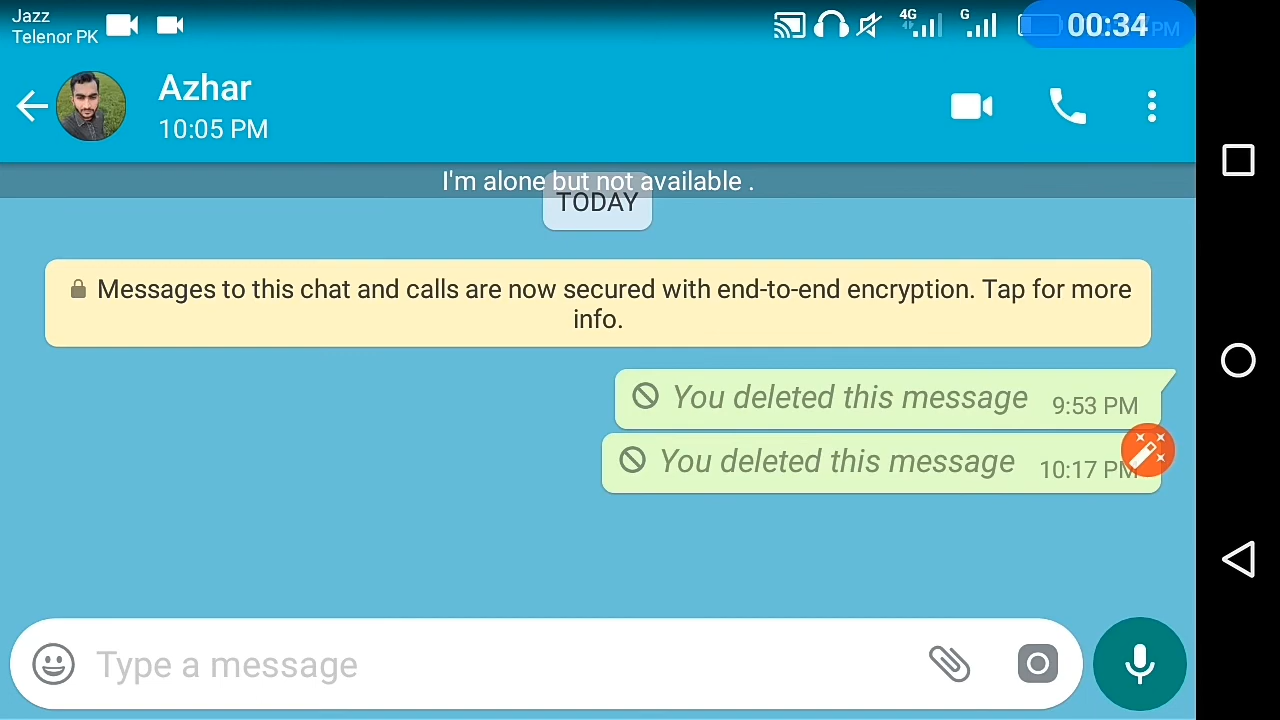 Jazz
Telenor PK
4G
G
00:34
PM
Azhar
10:05 PM
I'm alone but not available .
TODAY
Messages to this chat and calls are now secured with end-to-end encryption. Tap for more
info.
You deleted this message 9:53 PM
You deleted this message 10:17 PM
Type a message